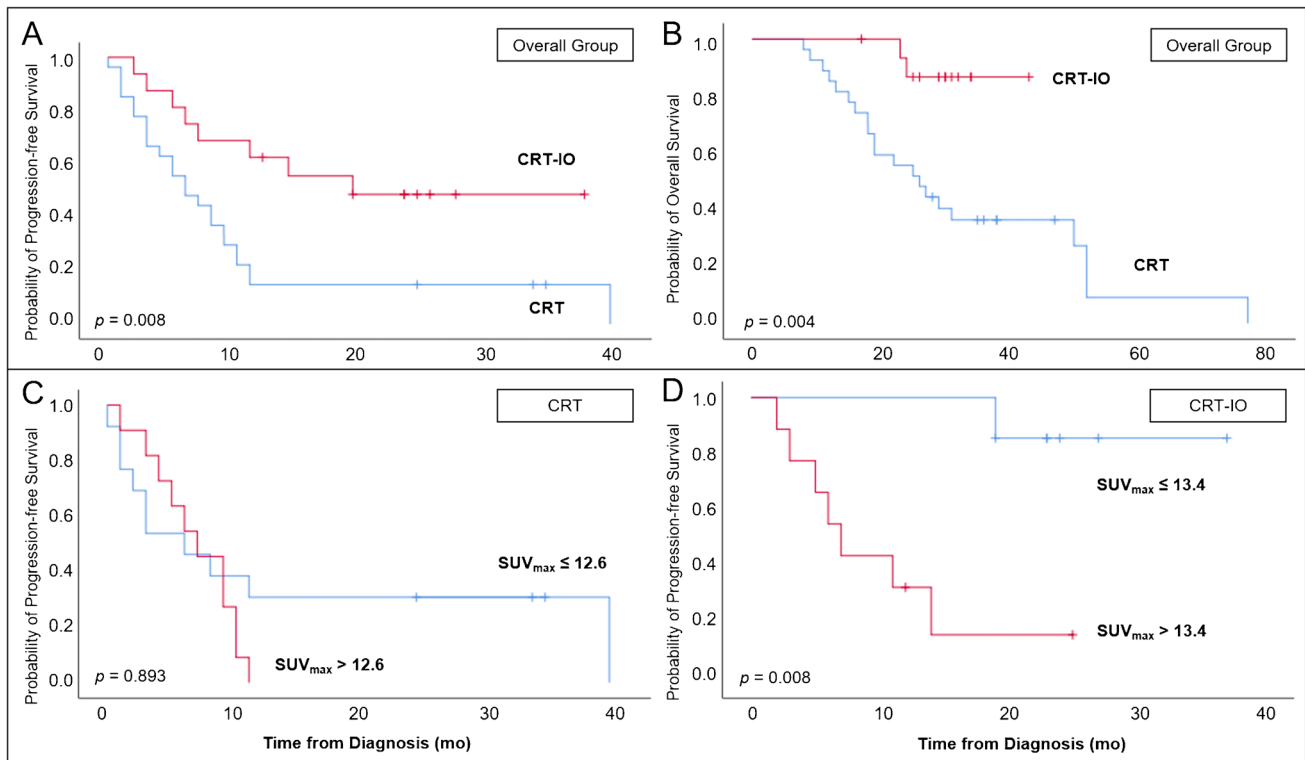 A
Overall Group
Probability of Progression-free Survival
1.0
0.8
0.6
0.4
0.2
0.0
CRT-IO
CRT
p = 0.008
0 10 20 30 40
B
Overall Group
Probability of Overall Survival
1.0
0.8
0.6
0.4
0.2
0.0
CRT-IO
CRT
p = 0.004
0 20 40 60 80
C
CRT
Probability of Progression-free Survival
1.0
0.8
0.6
0.4
0.2
0.0
SUVmax ≤ 12.6
SUVmax > 12.6
p = 0.893
0 10 20 30 40
Time from Diagnosis (mo)
D
CRT-IO
Probability of Progression-free Survival
1.0
0.8
0.6
0.4
0.2
0.0
SUVmax ≤ 13.4
SUVmax > 13.4
p = 0.008
0 10 20 30 40
Time from Diagnosis (mo)